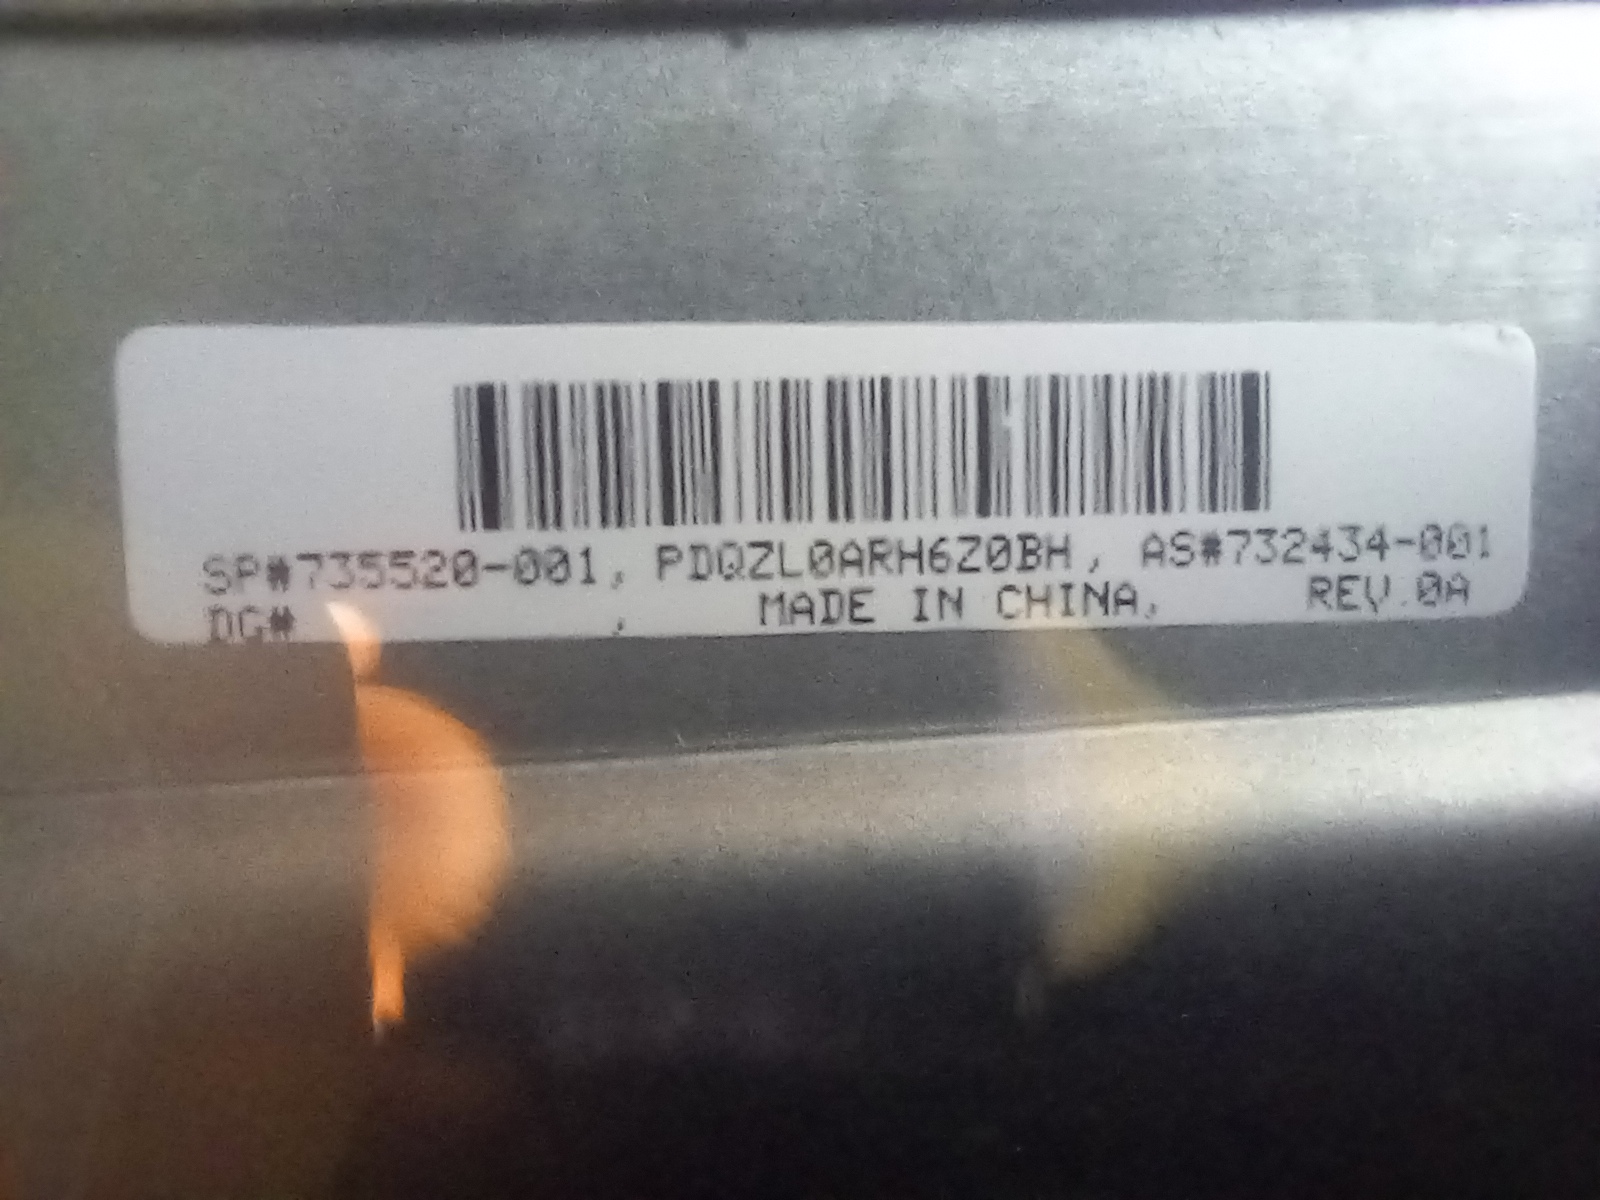 SP#735520-001, PDQZL0ARH6Z0BH, AS#732434-001
DG# , MADE IN CHINA, REV.0A